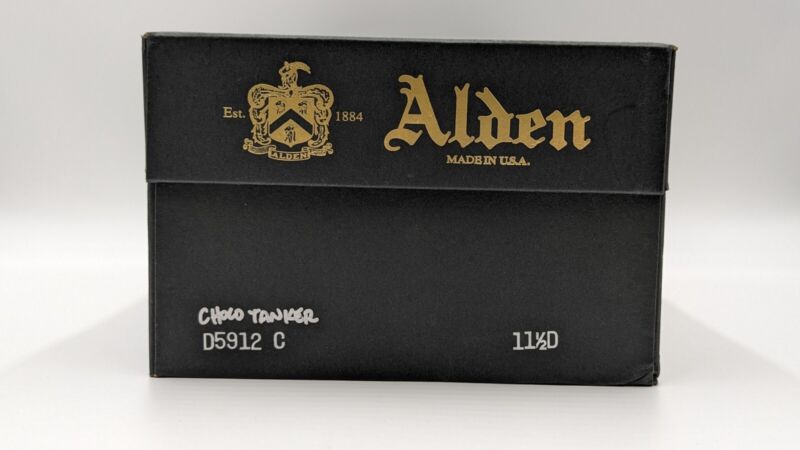 Est. 1884
ALDEN
Alden
MADE IN U.S.A.
CHOCO TANKER
D5912 C 11½D